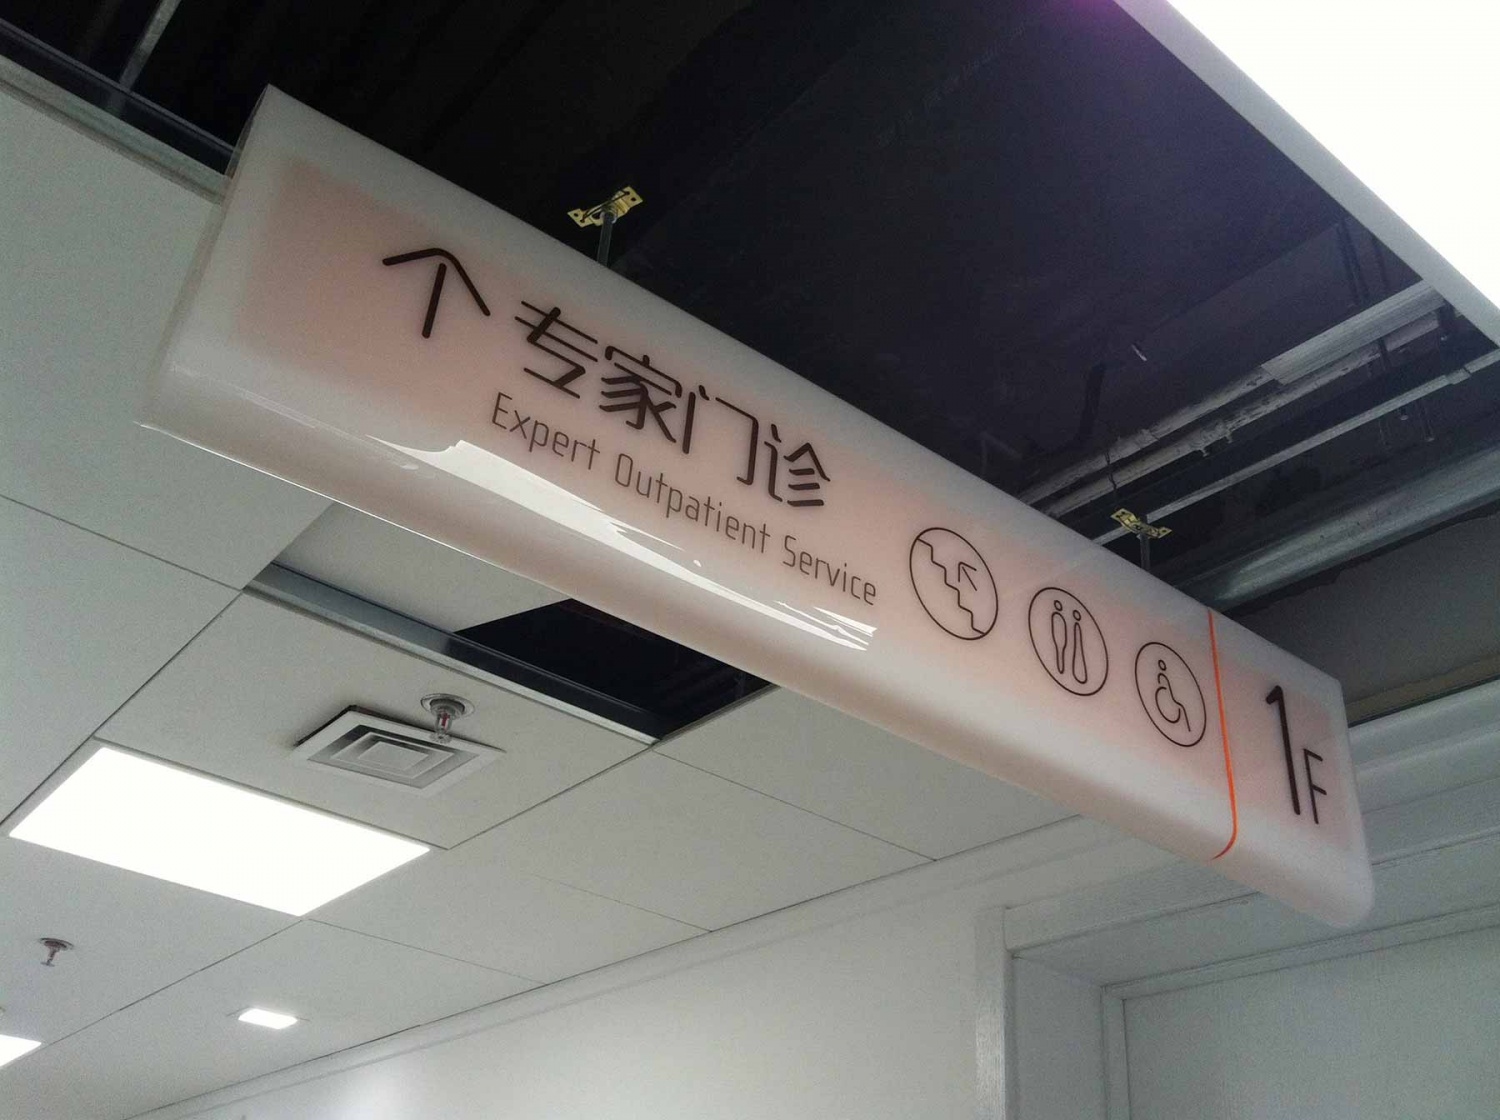 专家门诊
Expert Outpatient Service
1F